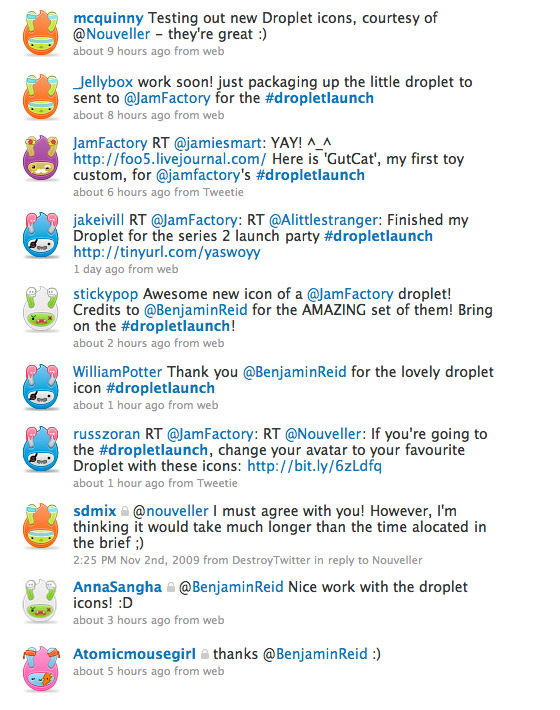 mcquinny Testing out new Droplet icons, courtesy of
@Nouveller – they're great :)
about 9 hours ago from web
_Jellybox work soon! just packaging up the little droplet to
sent to @JamFactory for the #dropletlaunch
about 8 hours ago from web
JamFactory RT @jamiesmart: YAY! ^_^
http://foo5.livejournal.com/ Here is 'GutCat', my first toy
custom, for @jamfactory's #dropletlaunch
about 6 hours ago from Tweetie
jakeivill RT @JamFactory: RT @Alittlestranger: Finished my
Droplet for the series 2 launch party #dropletlaunch
http://tinyurl.com/yaswoyy
1 day ago from web
stickypop Awesome new icon of a @JamFactory droplet!
Credits to @BenjaminReid for the AMAZING set of them! Bring
on the #dropletlaunch!
about 2 hours ago from web
WilliamPotter Thank you @BenjaminReid for the lovely droplet
icon #dropletlaunch
about 1 hour ago from web
russzoran RT @JamFactory: RT @Nouveller: If you're going to
the #dropletlaunch, change your avatar to your favourite
Droplet with these icons: http://bit.ly/6zLdfq
about 1 hour ago from Tweetie
sdmix @nouveller I must agree with you! However, I'm
thinking it would take much longer than the time alocated in
the brief ;)
2:25 PM Nov 2nd, 2009 from DestroyTwitter in reply to Nouveller
AnnaSangha @BenjaminReid Nice work with the droplet
icons! :D
about 3 hours ago from web
Atomicmousegirl thanks @BenjaminReid :)
about 5 hours ago from web